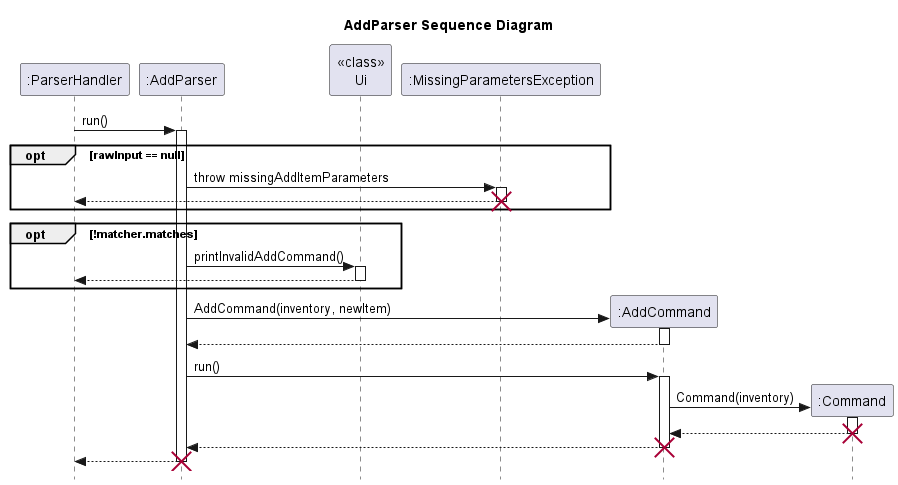 AddParser Sequence Diagram
«class»
:ParserHandler
:AddParser
Ui
:MissingParametersException
run()
opt
[rawInput == null]
throw missingAddItemParameters
opt
[!matcher.matches]
printInvalidAddCommand()
AddCommand(inventory, newItem)
:AddCommand
run()
Command(inventory)
:Command